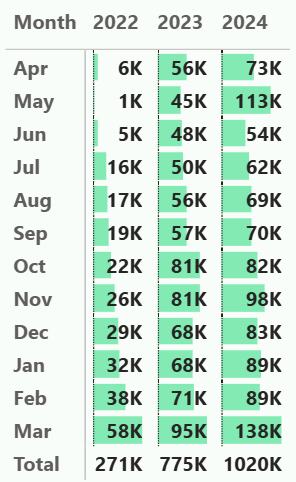 Month 2022 2023 2024
Apr 6K 56K 73K
May 1K 45K 113K
Jun 5K 48K 54K
Jul 16K 50K 62K
Aug 17K 56K 69K
Sep 19K 57K 70K
Oct 22K 81K 82K
Nov 26K 81K 98K
Dec 29K 68K 83K
Jan 32K 68K 89K
Feb 38K 71K 89K
Mar 58K 95K 138K
Total 271K 775K 1020K